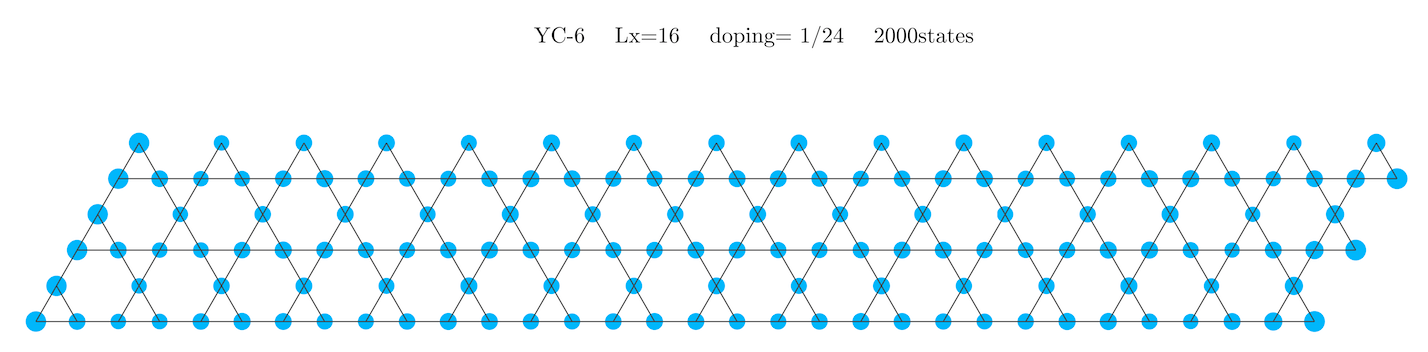 YC-6 Lx=16 doping= 1/24 2000states